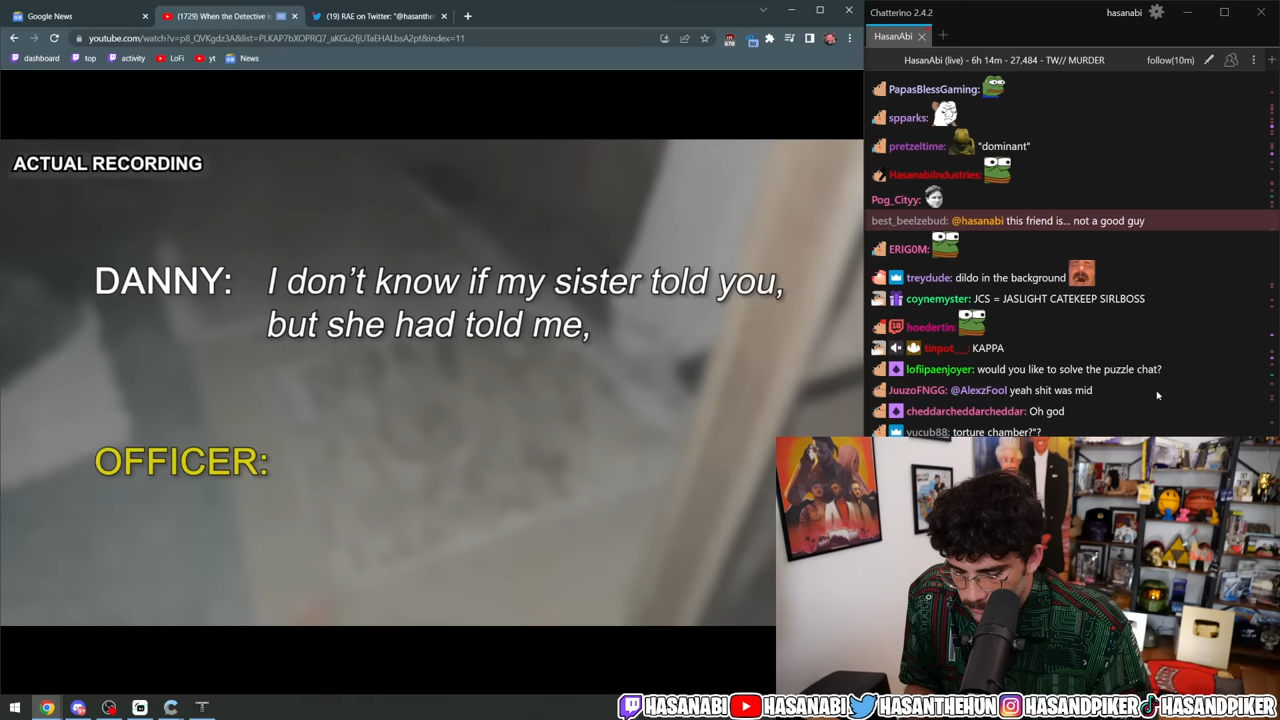 Google News
(1729) When the Detective is
(19) RAE on Twitter: "@hasanthe
youtube.com/watch?v=p8_QVKgdz3A&list=PLKAP7bXOPRQ7_aKGu2fjUTaEHALbsA2pt&index=11
dashboard
top
activity
LoFi
yt
News
ACTUAL RECORDING
DANNY: I don't know if my sister told you,
but she had told me,
OFFICER:
Chatterino 2.4.2
hasanabi
HasanAbi
HasanAbi (live) - 6h 14m - 27,484 - TW// MURDER
follow(10m)
PapasBlessGaming:
spparks:
pretzeltime: "dominant"
HasanabiIndustries:
Pog_Cityy:
best_beelzebud: @hasanabi this friend is... not a good guy
ERIG0M:
treydude: dildo in the background
coynemyster: JCS = JASLIGHT CATEKEEP SIRLBOSS
hoedertin:
tinpot___: KAPPA
lofiipaenjoyer: would you like to solve the puzzle chat?
JuuzoFNGG: @AlexzFool yeah shit was mid
cheddarcheddarcheddar: Oh god
yucub88: torture chamber?"?
HASANABI HASANABI HASANTHEHUN HASANDPIKER HASANDPIKER